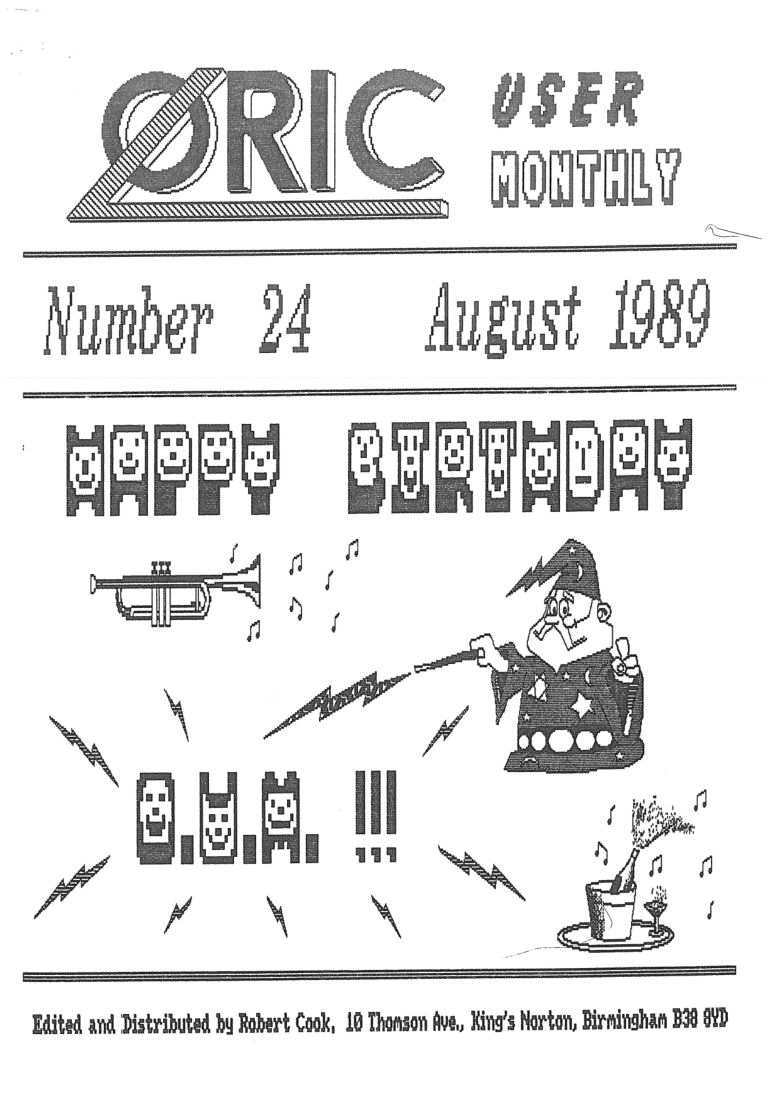 ORIC USER
MONTHLY
Number 24 August 1989
HAPPY BIRTHDAY
O.U.M. !!!
Edited and Distributed by Robert Cook, 10 Thomson Ave., King's Norton, Birmingham B38 8YD